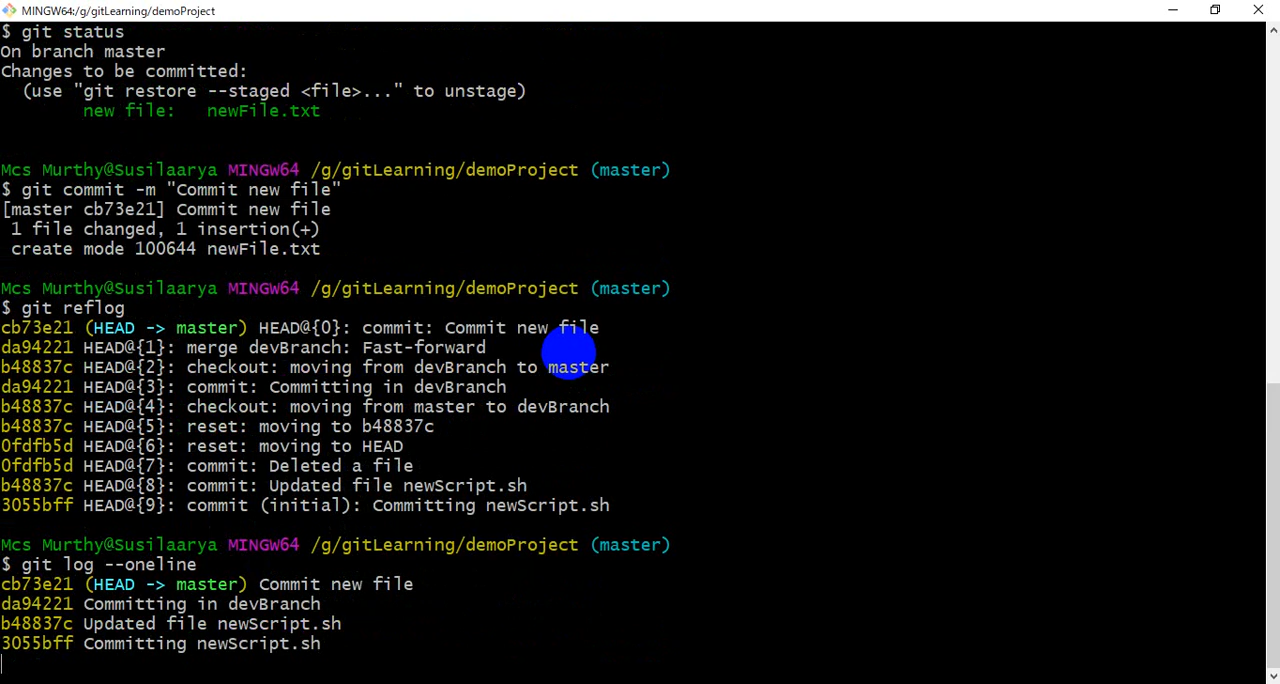 MINGW64:/g/gitLearning/demoProject
$ git status
On branch master
Changes to be committed:
  (use "git restore --staged <file>..." to unstage)
        new file:   newFile.txt
Mcs Murthy@Susilaarya MINGW64 /g/gitLearning/demoProject (master)
$ git commit -m "Commit new file"
[master cb73e21] Commit new file
 1 file changed, 1 insertion(+)
 create mode 100644 newFile.txt
Mcs Murthy@Susilaarya MINGW64 /g/gitLearning/demoProject (master)
$ git reflog
cb73e21 (HEAD -> master) HEAD@{0}: commit: Commit new file
da94221 HEAD@{1}: merge devBranch: Fast-forward
b48837c HEAD@{2}: checkout: moving from devBranch to master
da94221 HEAD@{3}: commit: Committing in devBranch
b48837c HEAD@{4}: checkout: moving from master to devBranch
b48837c HEAD@{5}: reset: moving to b48837c
0fdfb5d HEAD@{6}: reset: moving to HEAD
0fdfb5d HEAD@{7}: commit: Deleted a file
b48837c HEAD@{8}: commit: Updated file newScript.sh
3055bff HEAD@{9}: commit (initial): Committing newScript.sh
Mcs Murthy@Susilaarya MINGW64 /g/gitLearning/demoProject (master)
$ git log --oneline
cb73e21 (HEAD -> master) Commit new file
da94221 Committing in devBranch
b48837c Updated file newScript.sh
3055bff Committing newScript.sh